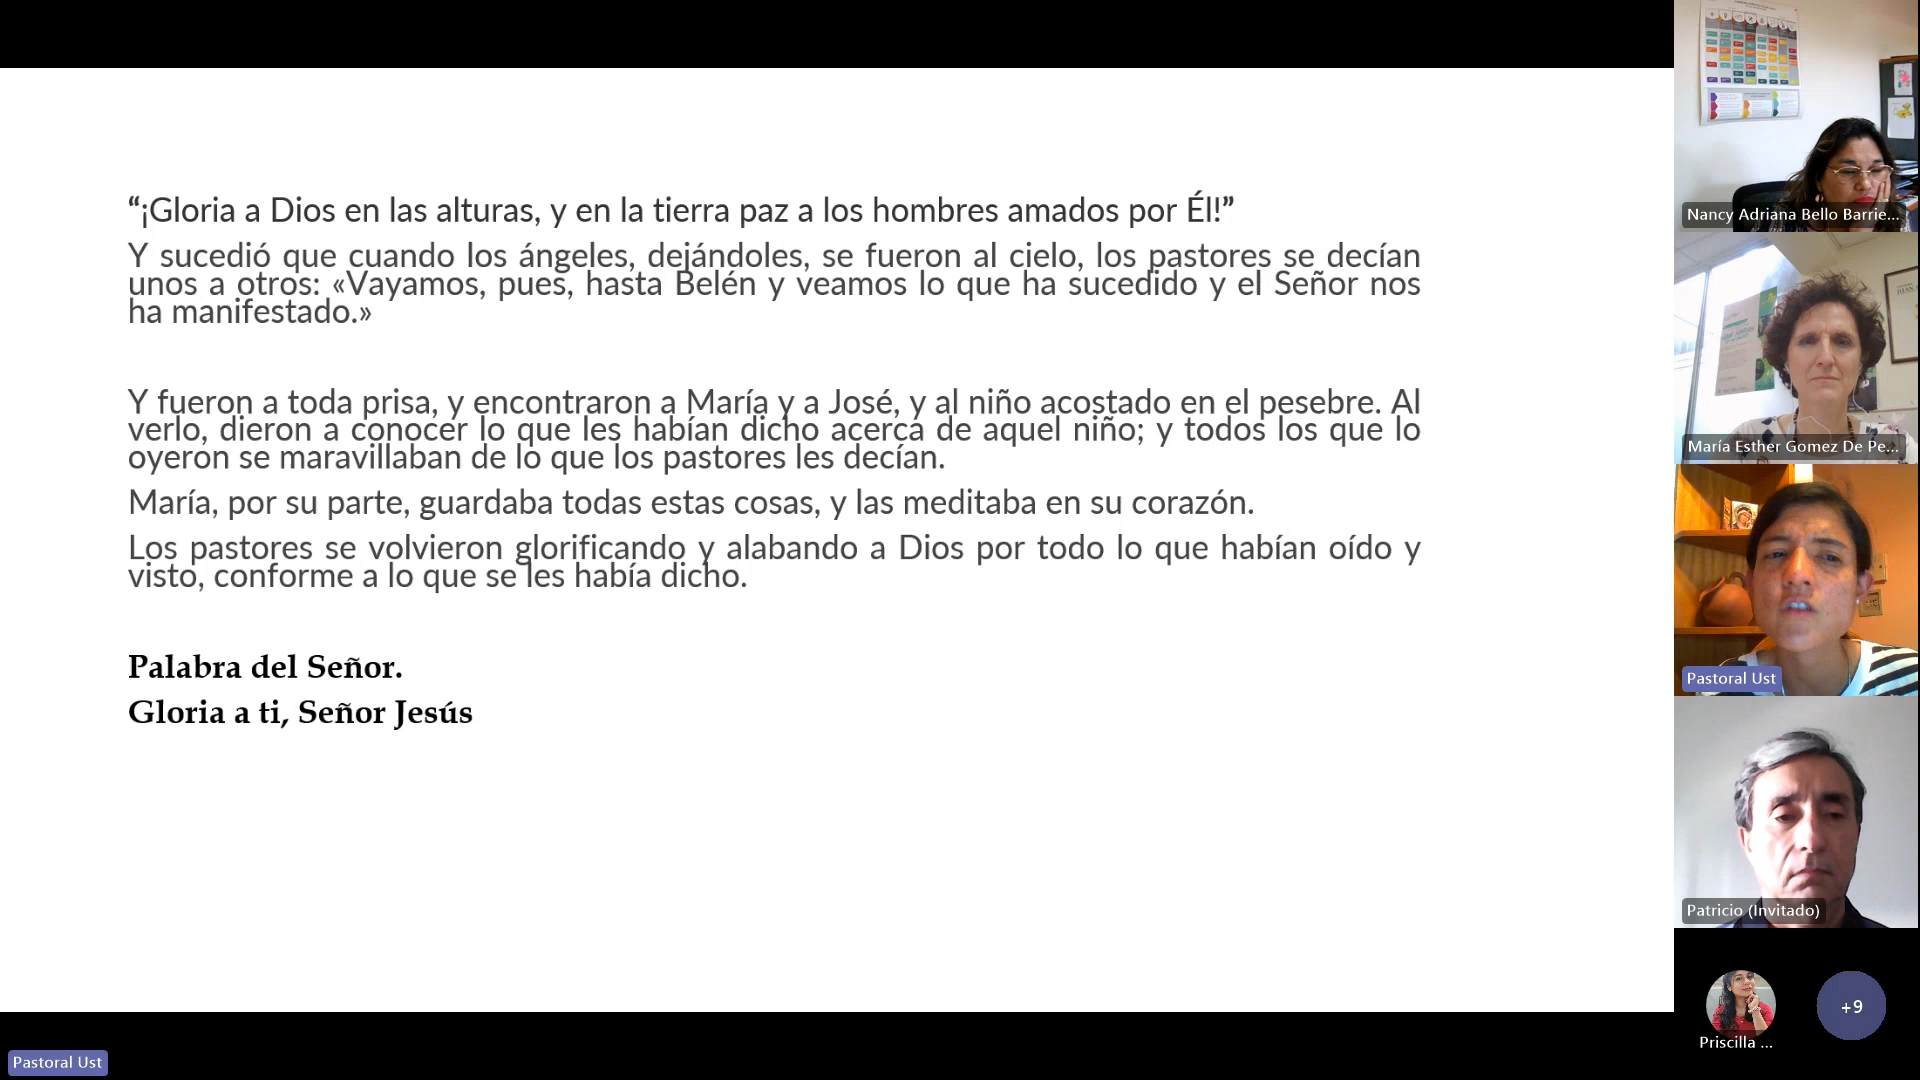 “¡Gloria a Dios en las alturas, y en la tierra paz a los hombres amados por Él!”
Y sucedió que cuando los ángeles, dejándoles, se fueron al cielo, los pastores se decían
unos a otros: «Vayamos, pues, hasta Belén y veamos lo que ha sucedido y el Señor nos
ha manifestado.»
Y fueron a toda prisa, y encontraron a María y a José, y al niño acostado en el pesebre. Al
verlo, dieron a conocer lo que les habían dicho acerca de aquel niño; y todos los que lo
oyeron se maravillaban de lo que los pastores les decían.
María, por su parte, guardaba todas estas cosas, y las meditaba en su corazón.
Los pastores se volvieron glorificando y alabando a Dios por todo lo que habían oído y
visto, conforme a lo que se les había dicho.
Palabra del Señor.
Gloria a ti, Señor Jesús
Nancy Adriana Bello Barrie...
María Esther Gomez De Pe...
Pastoral Ust
Patricio (Invitado)
Priscilla ...
+9
Pastoral Ust